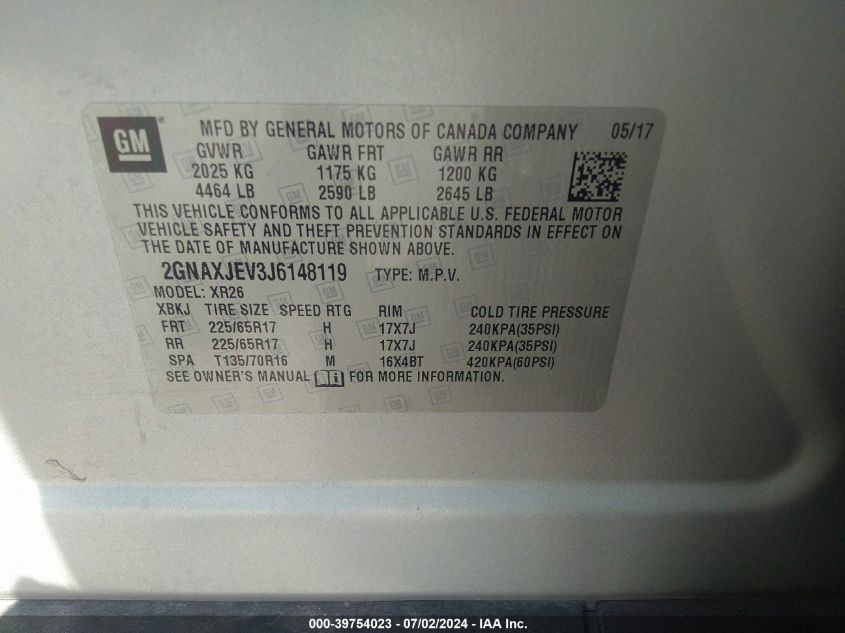 GM
MFD BY GENERAL MOTORS OF CANADA COMPANY 05/17
GVWR GAWR FRT GAWR RR
2025 KG 1175 KG 1200 KG
4464 LB 2590 LB 2645 LB
THIS VEHICLE CONFORMS TO ALL APPLICABLE U.S. FEDERAL MOTOR
VEHICLE SAFETY AND THEFT PREVENTION STANDARDS IN EFFECT ON
THE DATE OF MANUFACTURE SHOWN ABOVE.
2GNAXJEV3J6148119 TYPE: M.P.V.
MODEL: XR26
XBKJ TIRE SIZE SPEED RTG RIM COLD TIRE PRESSURE
FRT 225/65R17 H 17X7J 240KPA(35PSI)
RR 225/65R17 H 17X7J 240KPA(35PSI)
SPA T135/70R16 M 16X4BT 420KPA(60PSI)
SEE OWNER'S MANUAL FOR MORE INFORMATION.
000-39754023 - 07/02/2024 - IAA Inc.